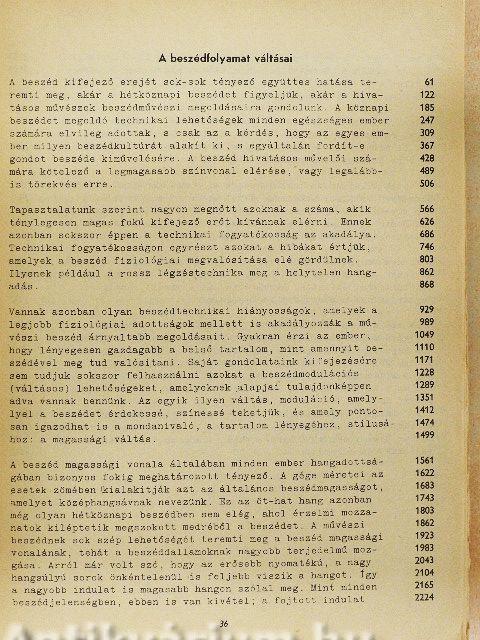 A beszédfolyamat váltásai
A beszéd kifejező erejét sok-sok tényező együttes hatása te- 61
remti meg, akár a hétköznapi beszédet figyeljük, akár a hiva- 122
tásos művészek beszédművészi megoldásaira gondolunk. A köznapi 185
beszédet megoldó technikai lehetőségek minden egészséges ember 247
számára elvileg adottak, s csak az a kérdés, hogy az egyes em- 309
ber milyen beszédkultúrát alakít ki, s egyáltalán fordít-e 367
gondot beszéde kiművelésére. A beszéd hivatásos művelői szá- 428
mára kötelező a legmagasabb színvonal elérése, vagy legalább- 489
is törekvés erre. 506
Tapasztalatunk szerint nagyon megnőtt azoknak a száma, akik 566
ténylegesen magas fokú kifejező erőt kívánnak elérni. Ennek 626
azonban sokszor éppen a technikai fogyatékosság az akadálya. 686
Technikai fogyatékosságon egyrészt azokat a hibákat értjük, 746
amelyek a beszéd fiziológiai megvalósítása elé gördülnek. 803
Ilyenek például a rossz légzéstechnika meg a helytelen hang- 862
adás. 868
Vannak azonban olyan beszédtechnikai hiányosságok, amelyek a 929
legjobb fiziológiai adottságok mellett is akadályozzák a mű- 989
vészi beszéd árnyaltabb megoldásait. Gyakran érzi az ember, 1049
hogy lényegesen gazdagabb a belső tartalom, mint amennyit be- 1110
szédével meg tud valósítani. Saját gondolataink kifejezésére 1171
sem tudjuk sokszor felhasználni azokat a beszédmodulációs 1228
(váltásos) lehetőségeket, amelyeknek alapjai tulajdonképpen 1289
adva vannak bennünk. Az egyik ilyen váltás, moduláció, amely- 1351
lyel a beszédet érdekessé, színessé tehetjük, és amely ponto- 1412
san igazodhat is a mondanivaló, a tartalom lényegéhez, stílusá- 1474
hoz: a magassági váltás. 1499
A beszéd magassági vonala általában minden ember hangadottsá- 1561
gában bizonyos fokig meghatározott tényező. A gége méretei az 1622
esetek zömében kialakítják azt az általános beszédmagasságot, 1683
amelyet középhangsávnak nevezünk. Ez az öt-hat hang azonban 1743
még olyan hétköznapi beszédben sem elég, ahol érzelmi mozza- 1803
natok kiléptetik megszokott medréből a beszédet. A művészi 1862
beszédnek sok szép lehetőségét teremti meg a beszéd magassági 1923
vonalának, tehát a beszéddallamoknak nagyobb terjedelmű moz- 1983
gása. Arról már volt szó, hogy az erősebb nyomatékú, a nagy 2043
hangsúlyú sorok önkéntelenül is feljebb viszik a hangot. Így 2104
a nagyobb indulat is magasabb hangon szólal meg. Mint minden 2165
beszédjelenségben, ebben is van kivétel; a fojtott indulat 2224
36